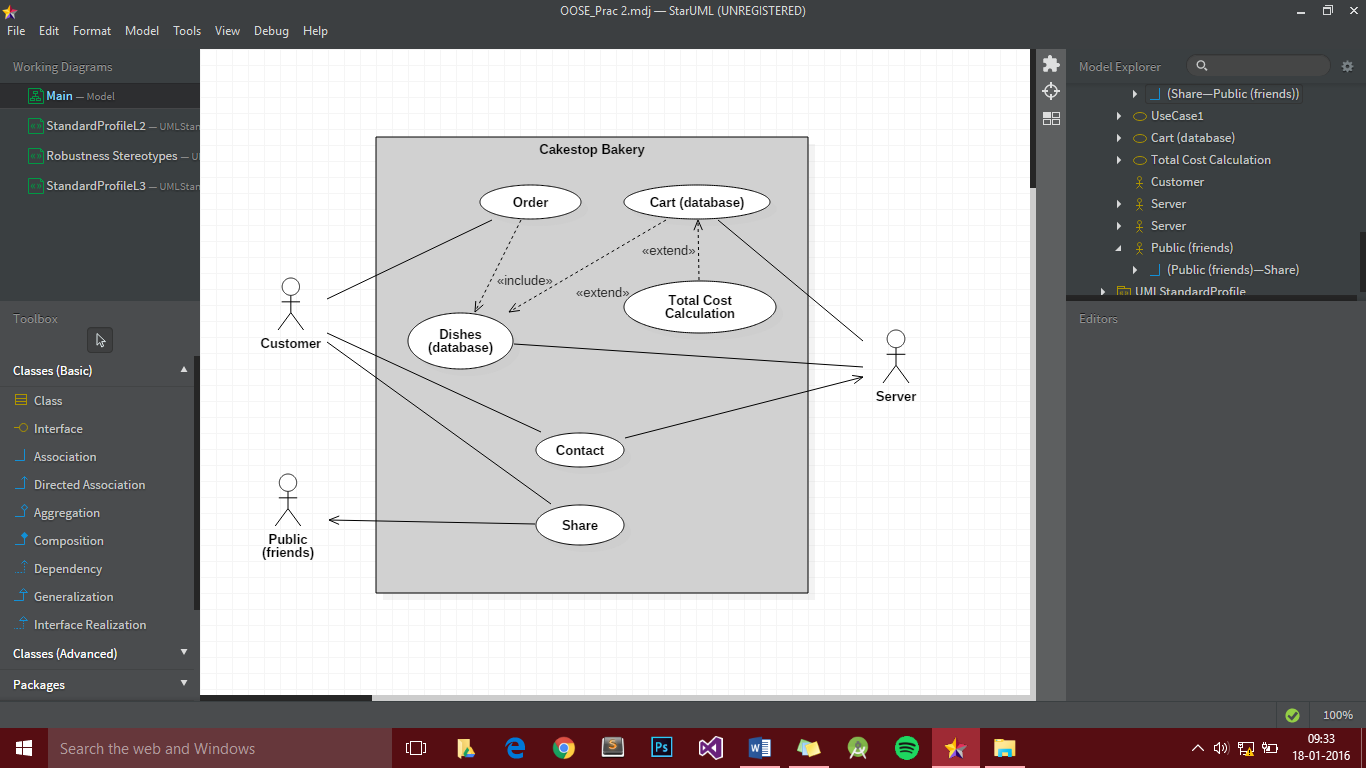 OOSE_Prac 2.mdj — StarUML (UNREGISTERED)
File Edit Format Model Tools View Debug Help
Working Diagrams
Main — Model
StandardProfileL2 — UMLStan
Robustness Stereotypes — U
StandardProfileL3 — UMLStan
Toolbox
Classes (Basic)
Class
Interface
Association
Directed Association
Aggregation
Composition
Dependency
Generalization
Interface Realization
Classes (Advanced)
Packages
Cakestop Bakery
Order
Cart (database)
«extend»
«include»
«extend»
Total Cost
Calculation
Dishes
(database)
Customer
Server
Contact
Share
Public
(friends)
Model Explorer
(Share—Public (friends))
UseCase1
Cart (database)
Total Cost Calculation
Customer
Server
Server
Public (friends)
(Public (friends)—Share)
UMLStandardProfile
Editors
100%
Search the web and Windows
Ps
09:33
18-01-2016